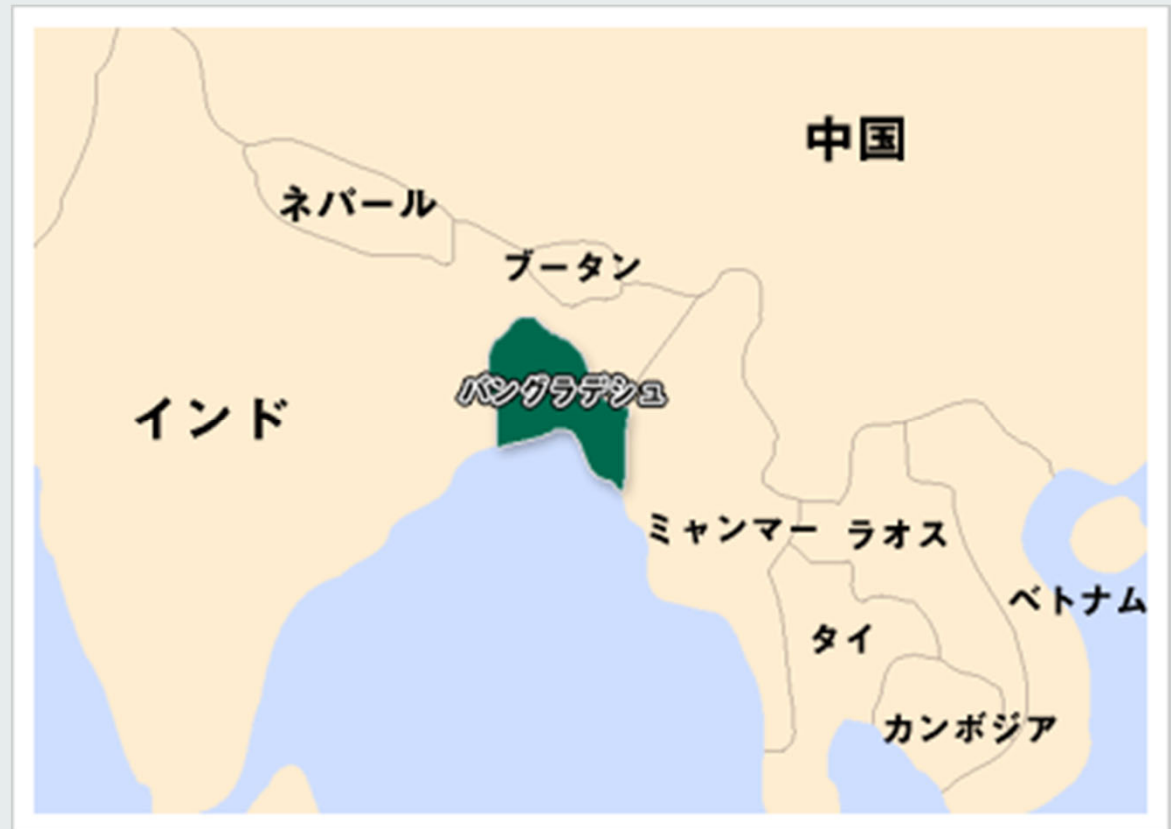 中国
ネパール
ブータン
バングラデシュ
インド
ミャンマー
ラオス
ベトナム
タイ
カンボジア